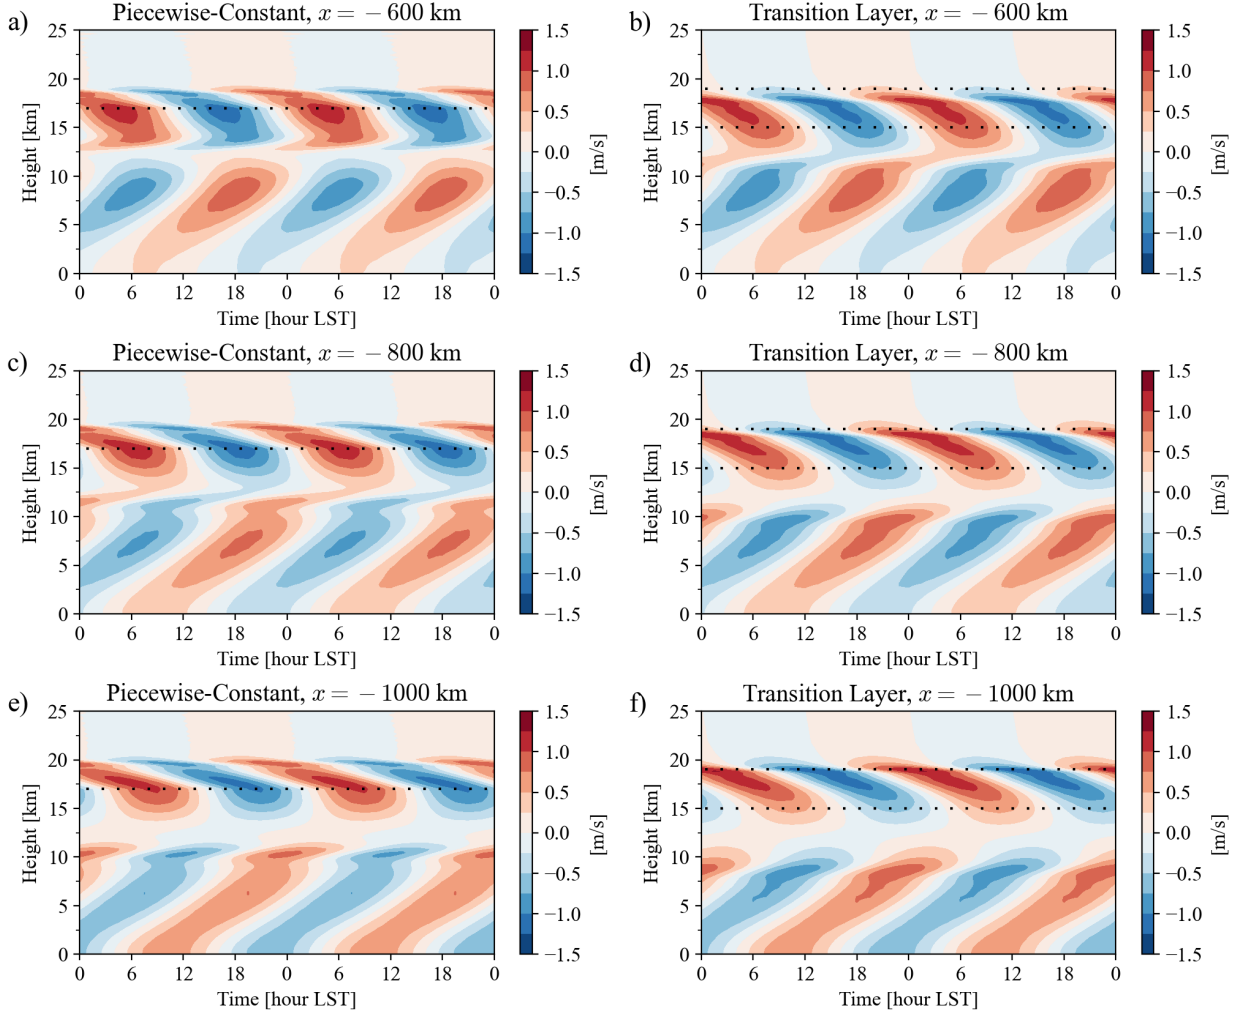 a) Piecewise-Constant, x = − 600 km
25
20
15
10
5
0
Height [km]
0 6 12 18 0 6 12 18 0
Time [hour LST]
1.5
1.0
0.5
0.0
−0.5
−1.0
−1.5
[m/s]
b) Transition Layer, x = − 600 km
25
20
15
10
5
0
Height [km]
0 6 12 18 0 6 12 18 0
Time [hour LST]
1.5
1.0
0.5
0.0
−0.5
−1.0
−1.5
[m/s]
c) Piecewise-Constant, x = − 800 km
25
20
15
10
5
0
Height [km]
0 6 12 18 0 6 12 18 0
Time [hour LST]
1.5
1.0
0.5
0.0
−0.5
−1.0
−1.5
[m/s]
d) Transition Layer, x = − 800 km
25
20
15
10
5
0
Height [km]
0 6 12 18 0 6 12 18 0
Time [hour LST]
1.5
1.0
0.5
0.0
−0.5
−1.0
−1.5
[m/s]
e) Piecewise-Constant, x = − 1000 km
25
20
15
10
5
0
Height [km]
0 6 12 18 0 6 12 18 0
Time [hour LST]
1.5
1.0
0.5
0.0
−0.5
−1.0
−1.5
[m/s]
f) Transition Layer, x = − 1000 km
25
20
15
10
5
0
Height [km]
0 6 12 18 0 6 12 18 0
Time [hour LST]
1.5
1.0
0.5
0.0
−0.5
−1.0
−1.5
[m/s]